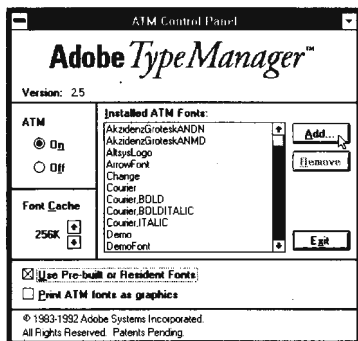 ATM Control Panel
Adobe Type Manager™
Version: 2.5
ATM
On
Off
Font Cache
256K
Installed ATM Fonts:
AkzidenzGroteskANDN
AkzidenzGroteskANMD
AltsysLogo
ArrowFont
Change
Courier
Courier,BOLD
Courier,BOLDITALIC
Courier,ITALIC
Demo
DemoFont
Add...
Remove
Exit
Use Pre-built or Resident Fonts
Print ATM fonts as graphics
© 1983-1992 Adobe Systems Incorporated.
All Rights Reserved. Patents Pending.